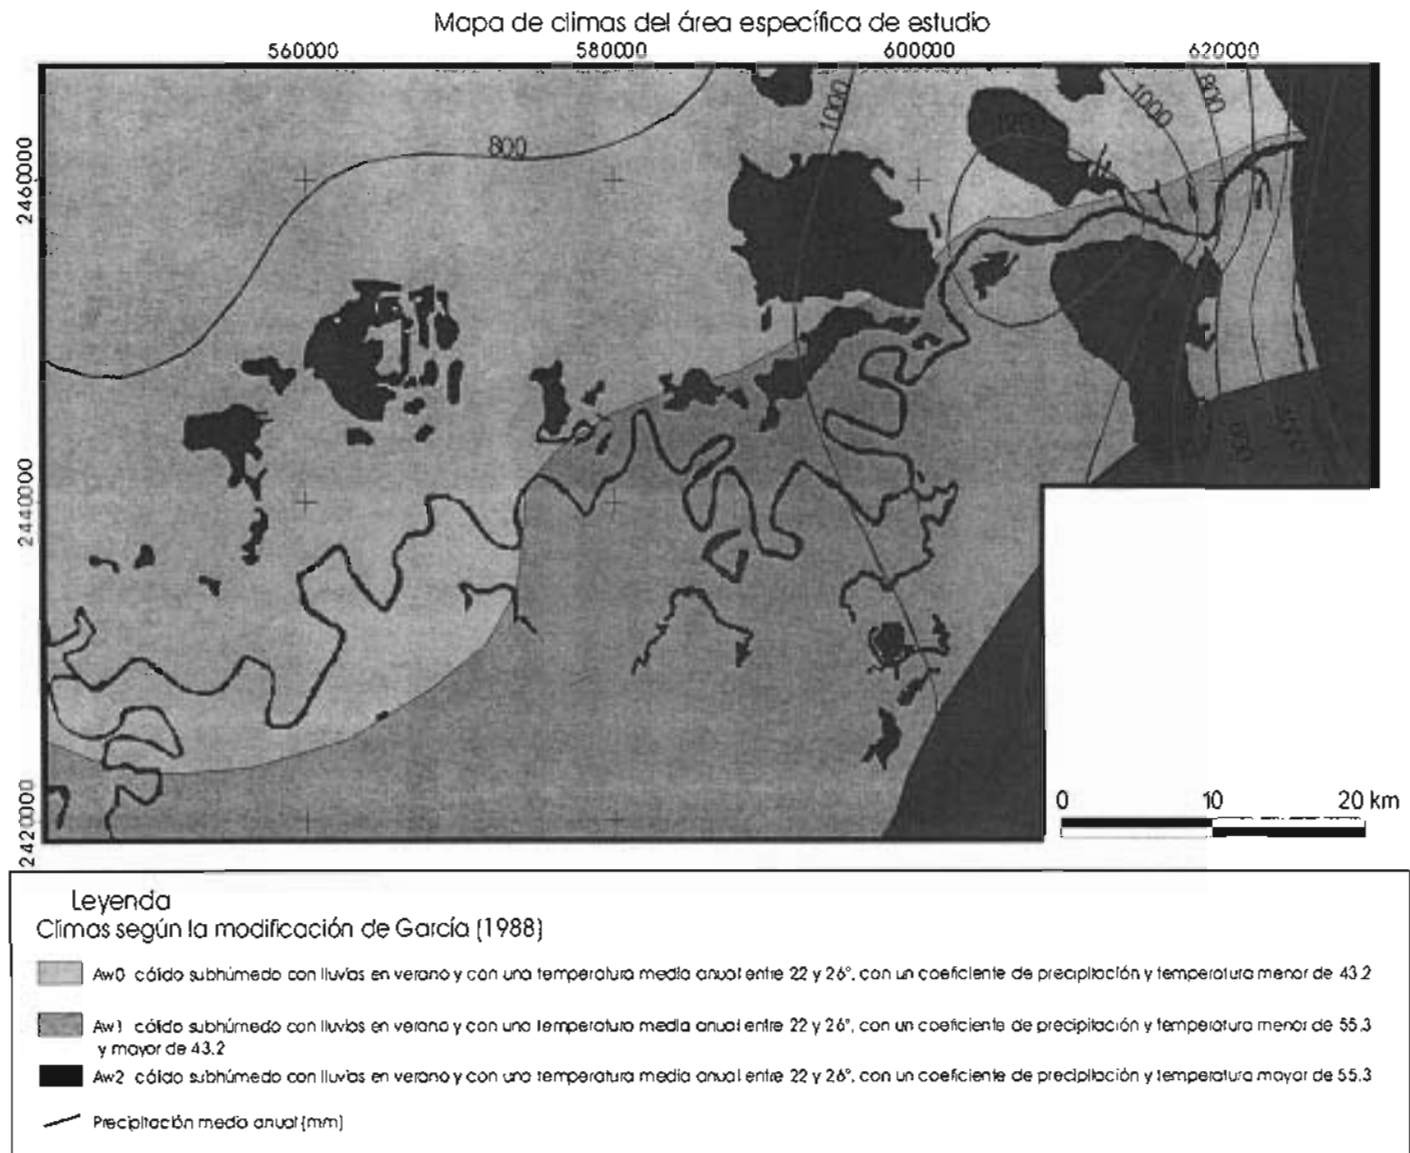 Mapa de climas del área específica de estudio
560000 580000 600000 620000
2460000
2440000
2420000
800
1000
1000
800
0 10 20 km
Leyenda
Climas según la modificación de García (1988)
Aw0 cálido subhúmedo con lluvias en verano y con una temperatura media anual entre 22 y 26°, con un coeficiente de precipitación y temperatura menor de 43.2
Aw1 cálido subhúmedo con lluvias en verano y con una temperatura media anual entre 22 y 26°, con un coeficiente de precipitación y temperatura menor de 55.3
y mayor de 43.2
Aw2 cálido subhúmedo con lluvias en verano y con una temperatura media anual entre 22 y 26°, con un coeficiente de precipitación y temperatura mayor de 55.3
Precipitación media anual (mm)